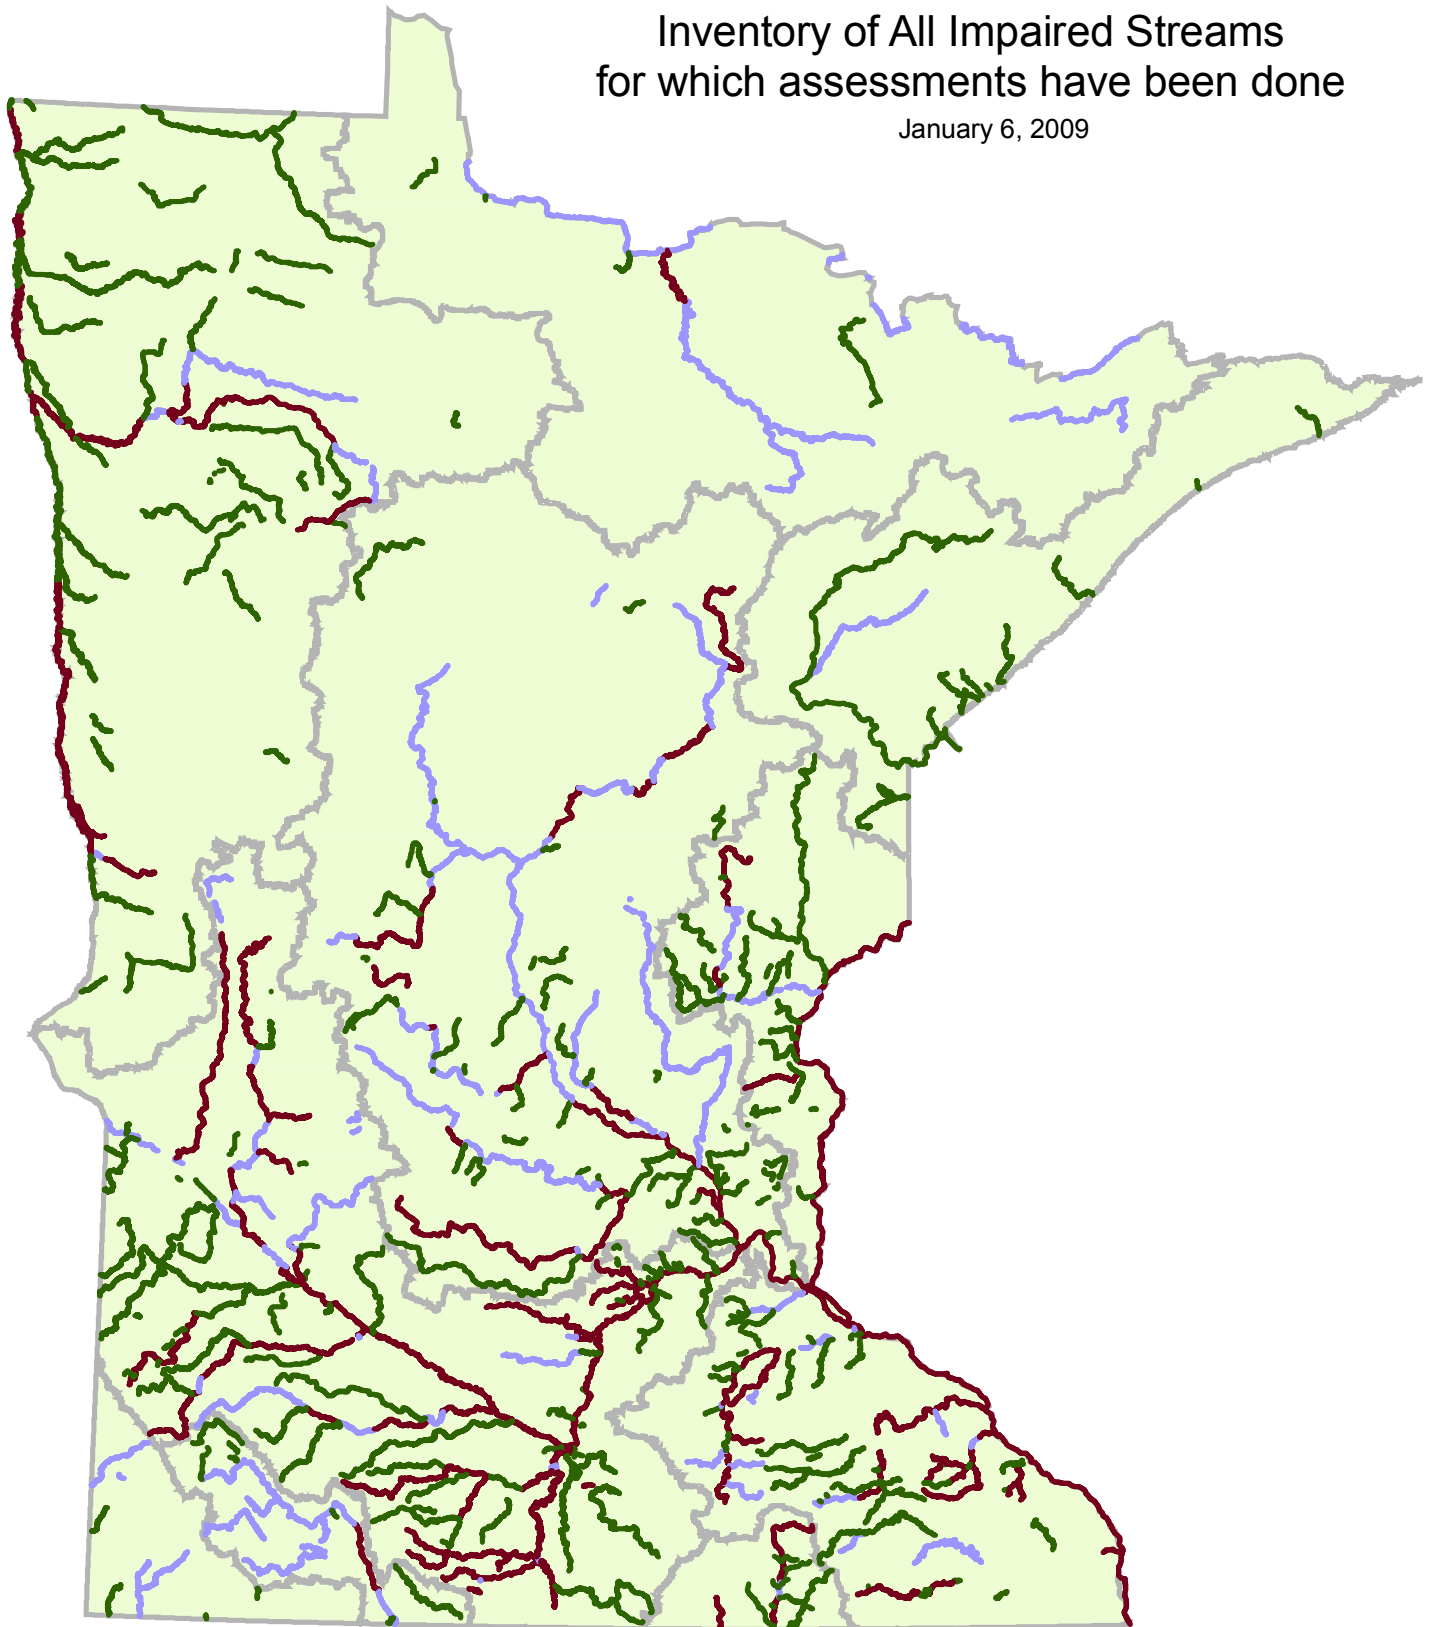 Inventory of All Impaired Streams
for which assessments have been done
January 6, 2009